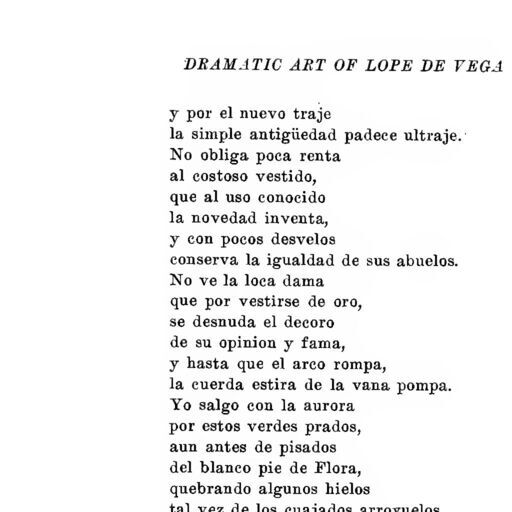 DRAMATIC ART OF LOPE DE VEGA
y por el nuevo traje
la simple antigüedad padece ultraje.
No obliga poca renta
al costoso vestido,
que al uso conocido
la novedad inventa,
y con pocos desvelos
conserva la igualdad de sus abuelos.
No ve la loca dama
que por vestirse de oro,
se desnuda el decoro
de su opinion y fama,
y hasta que el arco rompa,
la cuerda estira de la vana pompa.
Yo salgo con la aurora
por estos verdes prados,
aun antes de pisados
del blanco pie de Flora,
quebrando algunos hielos
tal vez de los cuajados arroyuelos